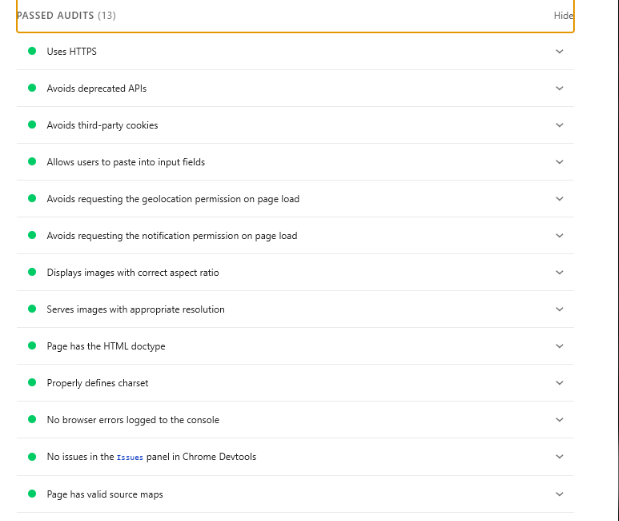 PASSED AUDITS (13) Hide
Uses HTTPS
Avoids deprecated APIs
Avoids third-party cookies
Allows users to paste into input fields
Avoids requesting the geolocation permission on page load
Avoids requesting the notification permission on page load
Displays images with correct aspect ratio
Serves images with appropriate resolution
Page has the HTML doctype
Properly defines charset
No browser errors logged to the console
No issues in the Issues panel in Chrome Devtools
Page has valid source maps